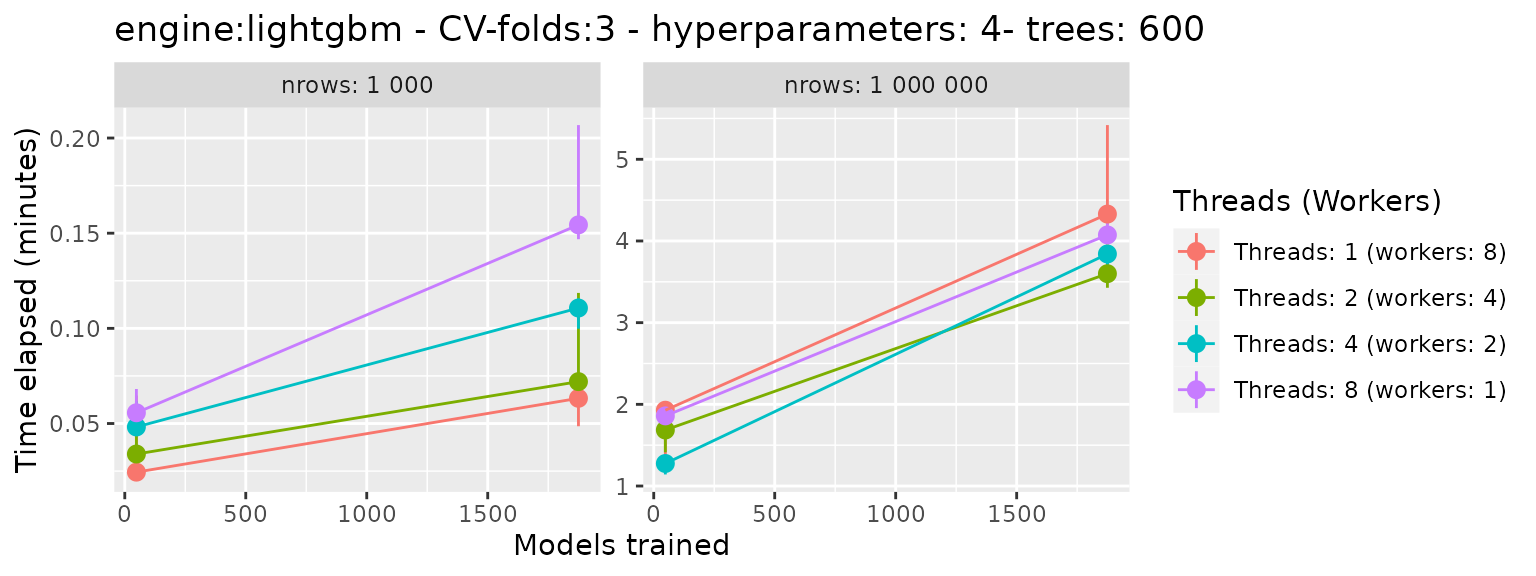 engine:lightgbm - CV-folds:3 - hyperparameters: 4- trees: 600
nrows: 1 000
nrows: 1 000 000
Time elapsed (minutes)
0.20
0.15
0.10
0.05
5
4
3
2
1
0
500
1000
1500
0
500
1000
1500
Models trained
Threads (Workers)
Threads: 1 (workers: 8)
Threads: 2 (workers: 4)
Threads: 4 (workers: 2)
Threads: 8 (workers: 1)